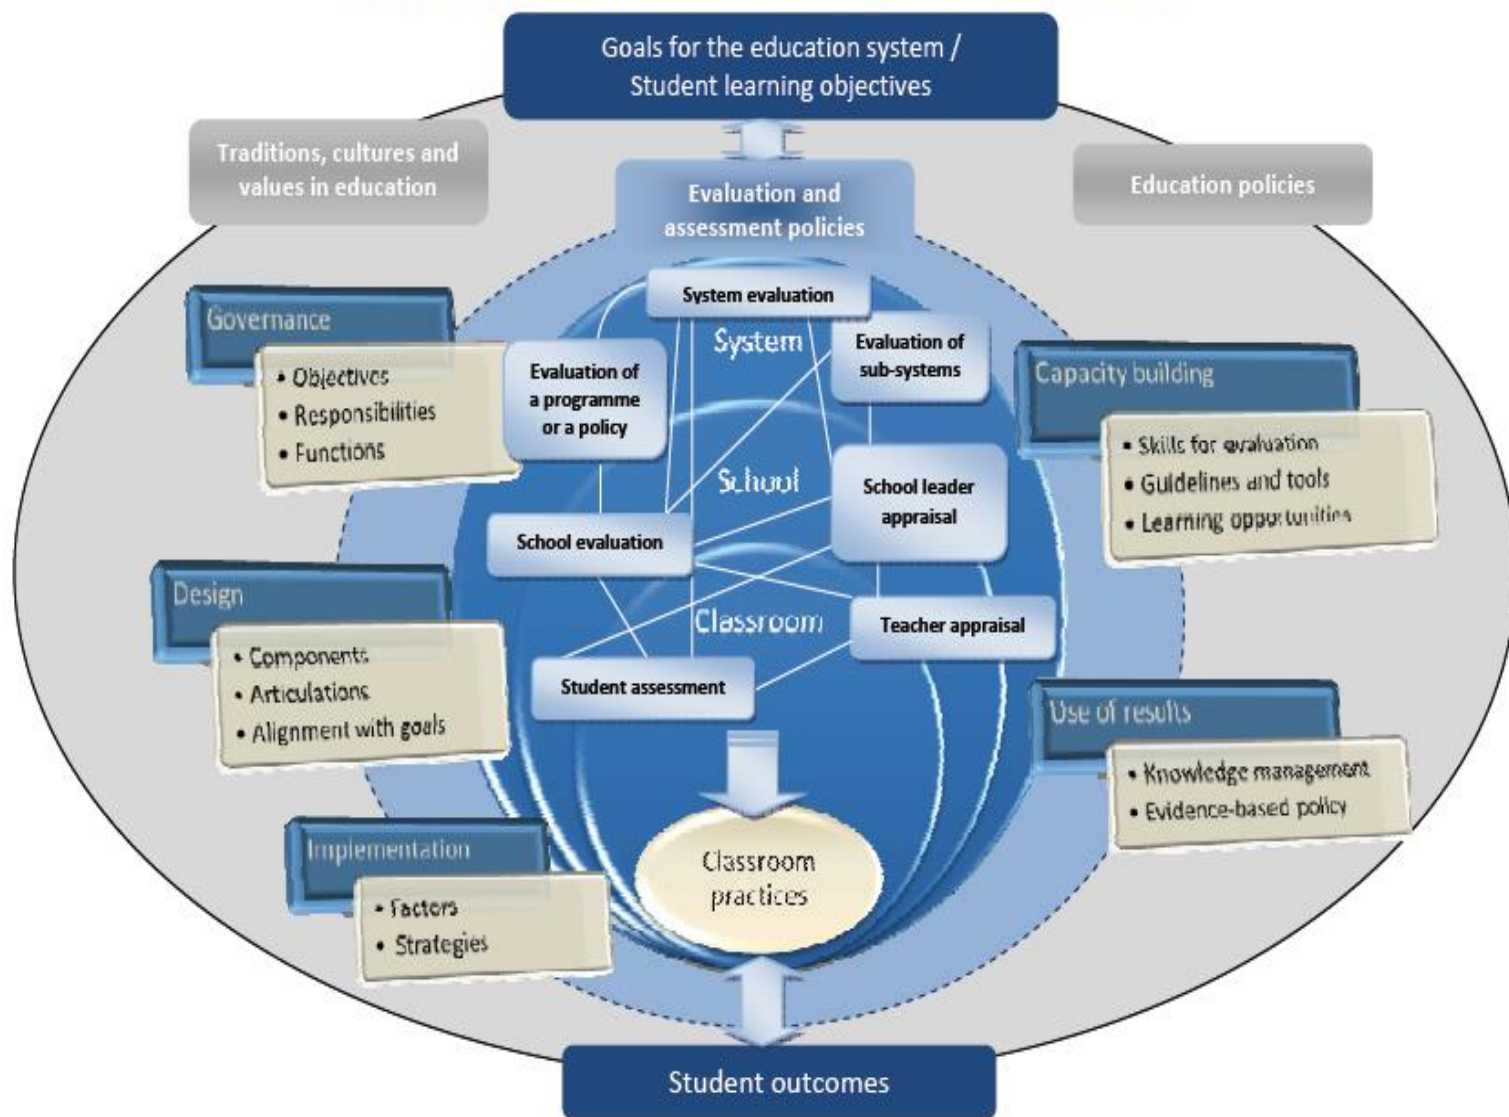 Goals for the education system /
Student learning objectives
Traditions, cultures and
values in education
Evaluation and
assessment policies
Education policies
System evaluation
System
Evaluation of
sub-systems
Evaluation of
a programme
or a policy
School
School leader
appraisal
School evaluation
Classroom
Teacher appraisal
Student assessment
Governance
• Objectives
• Responsibilities
• Functions
Design
• Components
• Articulations
• Alignment with goals
Implementation
• Factors
• Strategies
Capacity building
• Skills for evaluation
• Guidelines and tools
• Learning opportunities
Use of results
• Knowledge management
• Evidence-based policy
Classroom
practices
Student outcomes